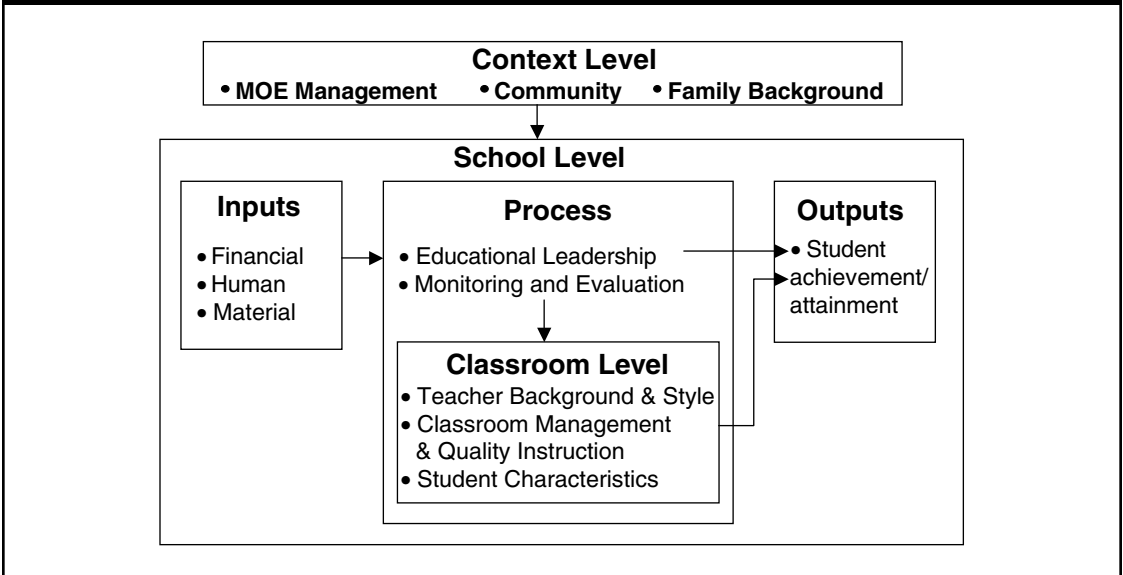 Context Level
• MOE Management • Community • Family Background
School Level
Inputs
• Financial
• Human
• Material
Process
• Educational Leadership
• Monitoring and Evaluation
Classroom Level
• Teacher Background & Style
• Classroom Management
& Quality Instruction
• Student Characteristics
Outputs
• Student
achievement/
attainment